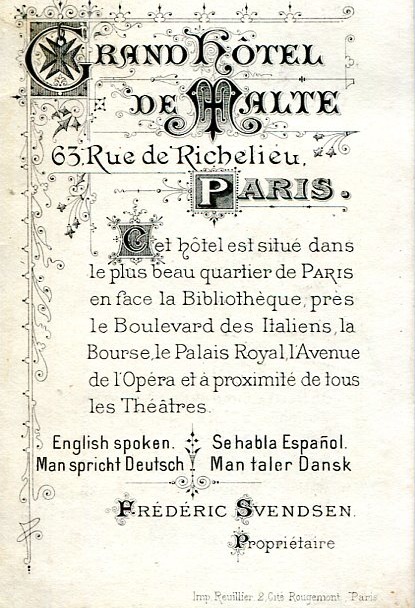 GRAND HÔTEL
DE MALTE
63, Rue de Richelieu,
PARIS.
Cet hôtel est situé dans
le plus beau quartier de PARIS
en face la Bibliothèque, près
le Boulevard des Italiens, la
Bourse, le Palais Royal, l'Avenue
de l'Opéra et à proximité de tous
les Théâtres.
English spoken. Se habla Español.
Man spricht Deutsch Man taler Dansk
FRÉDÉRIC SVENDSEN.
Propriétaire
Imp. Reuillier 2, Cité Rougemont, Paris.